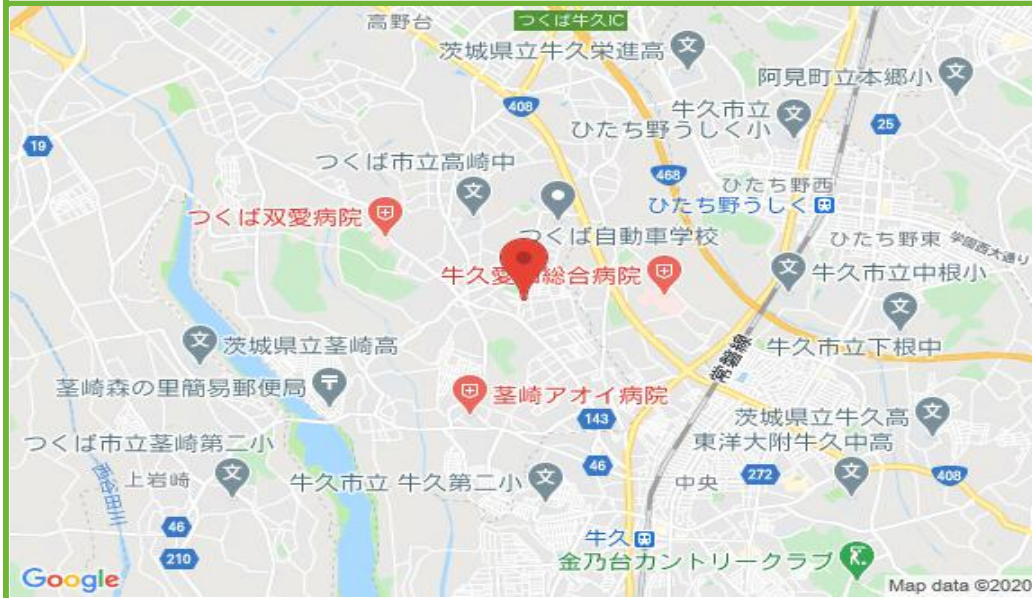 高野台
つくば牛久IC
茨城県立牛久栄進高
阿見町立本郷小
408
牛久市立
ひたち野うしく小
25
19
つくば市立高崎中
468
ひたち野西
ひたち野うしく
つくば双愛病院
つくば自動車学校
ひたち野東
学園西大通り
牛久愛
総合病院
牛久市立中根小
茨城県立茎崎高
牛久市立下根中
常磐線
茎崎森の里簡易郵便局
茎崎アオイ病院
143
茨城県立牛久高
東洋大附牛久中高
つくば市立茎崎第二小
上岩崎
46
牛久市立 牛久第二小
中央
272
408
西谷田川
46
牛久
210
金乃台カントリークラブ
Google
Map data ©2020